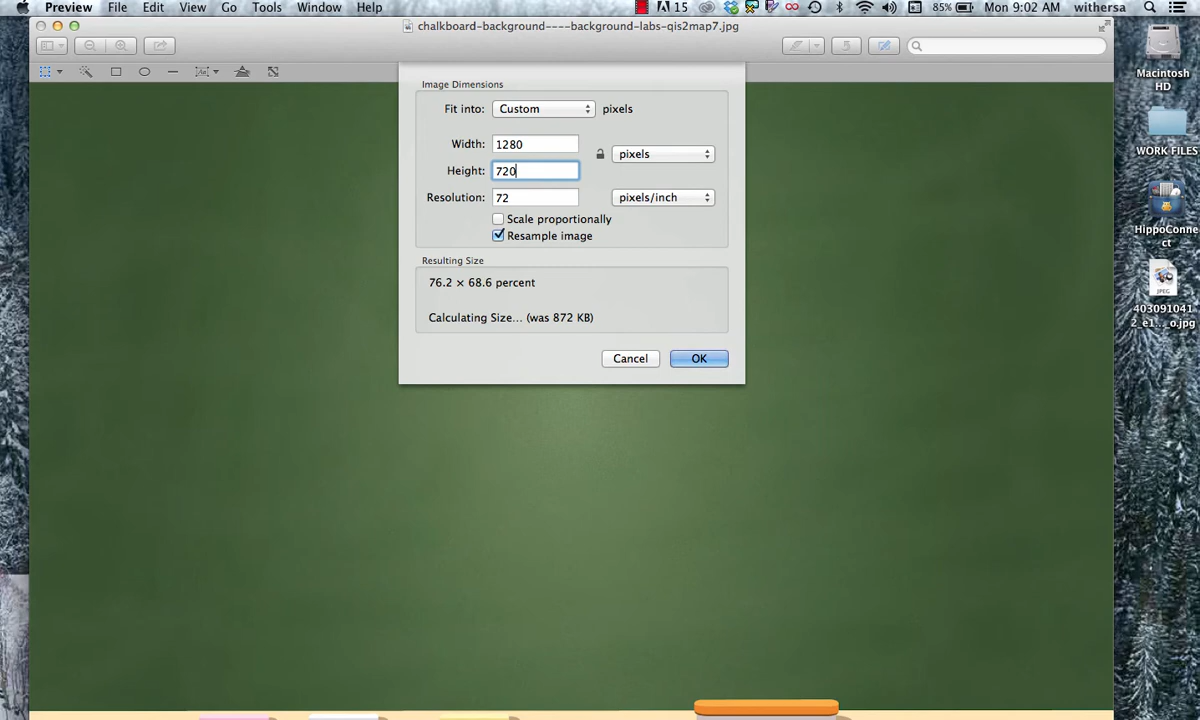 Preview File Edit View Go Tools Window Help 15 85% Mon 9:02 AM withersa
chalkboard-background----background-labs-qis2map7.jpg
Image Dimensions
Fit into: Custom pixels
Width: 1280
pixels
Height: 720
Resolution: 72 pixels/inch
Scale proportionally
Resample image
Resulting Size
76.2 × 68.6 percent
Calculating Size... (was 872 KB)
Cancel OK
Macintosh
HD
WORK FILES
HippoConne
ct
JPEG
403091041
2_e1..._o.jpg